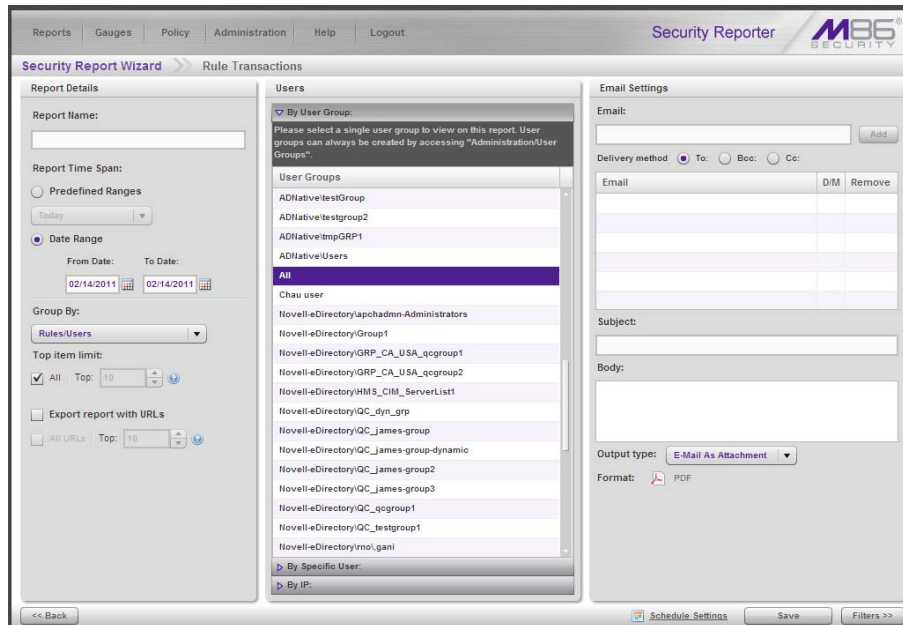 Reports Gauges Policy Administration Help Logout
Security Reporter
M86® SECURITY
Security Report Wizard Rule Transactions
Report Details
Report Name:
Report Time Span:
Predefined Ranges
Today
Date Range
From Date: To Date:
02/14/2011 02/14/2011
Group By:
Rules/Users
Top item limit:
All Top: 10
Export report with URLs
All URLs Top: 10
Users
By User Group:
Please select a single user group to view on this report. User
groups can always be created by accessing "Administration/User
Groups".
User Groups
ADNative\testGroup
ADNative\testgroup2
ADNative\tmpGRP1
ADNative\Users
All
Chau user
Novell-eDirectory\apchadmn-Administrators
Novell-eDirectory\Group1
Novell-eDirectory\GRP_CA_USA_qcgroup1
Novell-eDirectory\GRP_CA_USA_qcgroup2
Novell-eDirectory\HMS_CIM_ServerList1
Novell-eDirectory\QC_dyn_grp
Novell-eDirectory\QC_james-group
Novell-eDirectory\QC_james-group-dynamic
Novell-eDirectory\QC_james-group2
Novell-eDirectory\QC_james-group3
Novell-eDirectory\QC_qcgroup1
Novell-eDirectory\QC_testgroup1
Novell-eDirectory\rno\,gani
By Specific User:
By IP:
Email Settings
Email:
Add
Delivery method To: Bcc: Cc:
Email D/M Remove
Subject:
Body:
Output type: E-Mail As Attachment
Format: PDF
<< Back
Schedule Settings Save Filters >>